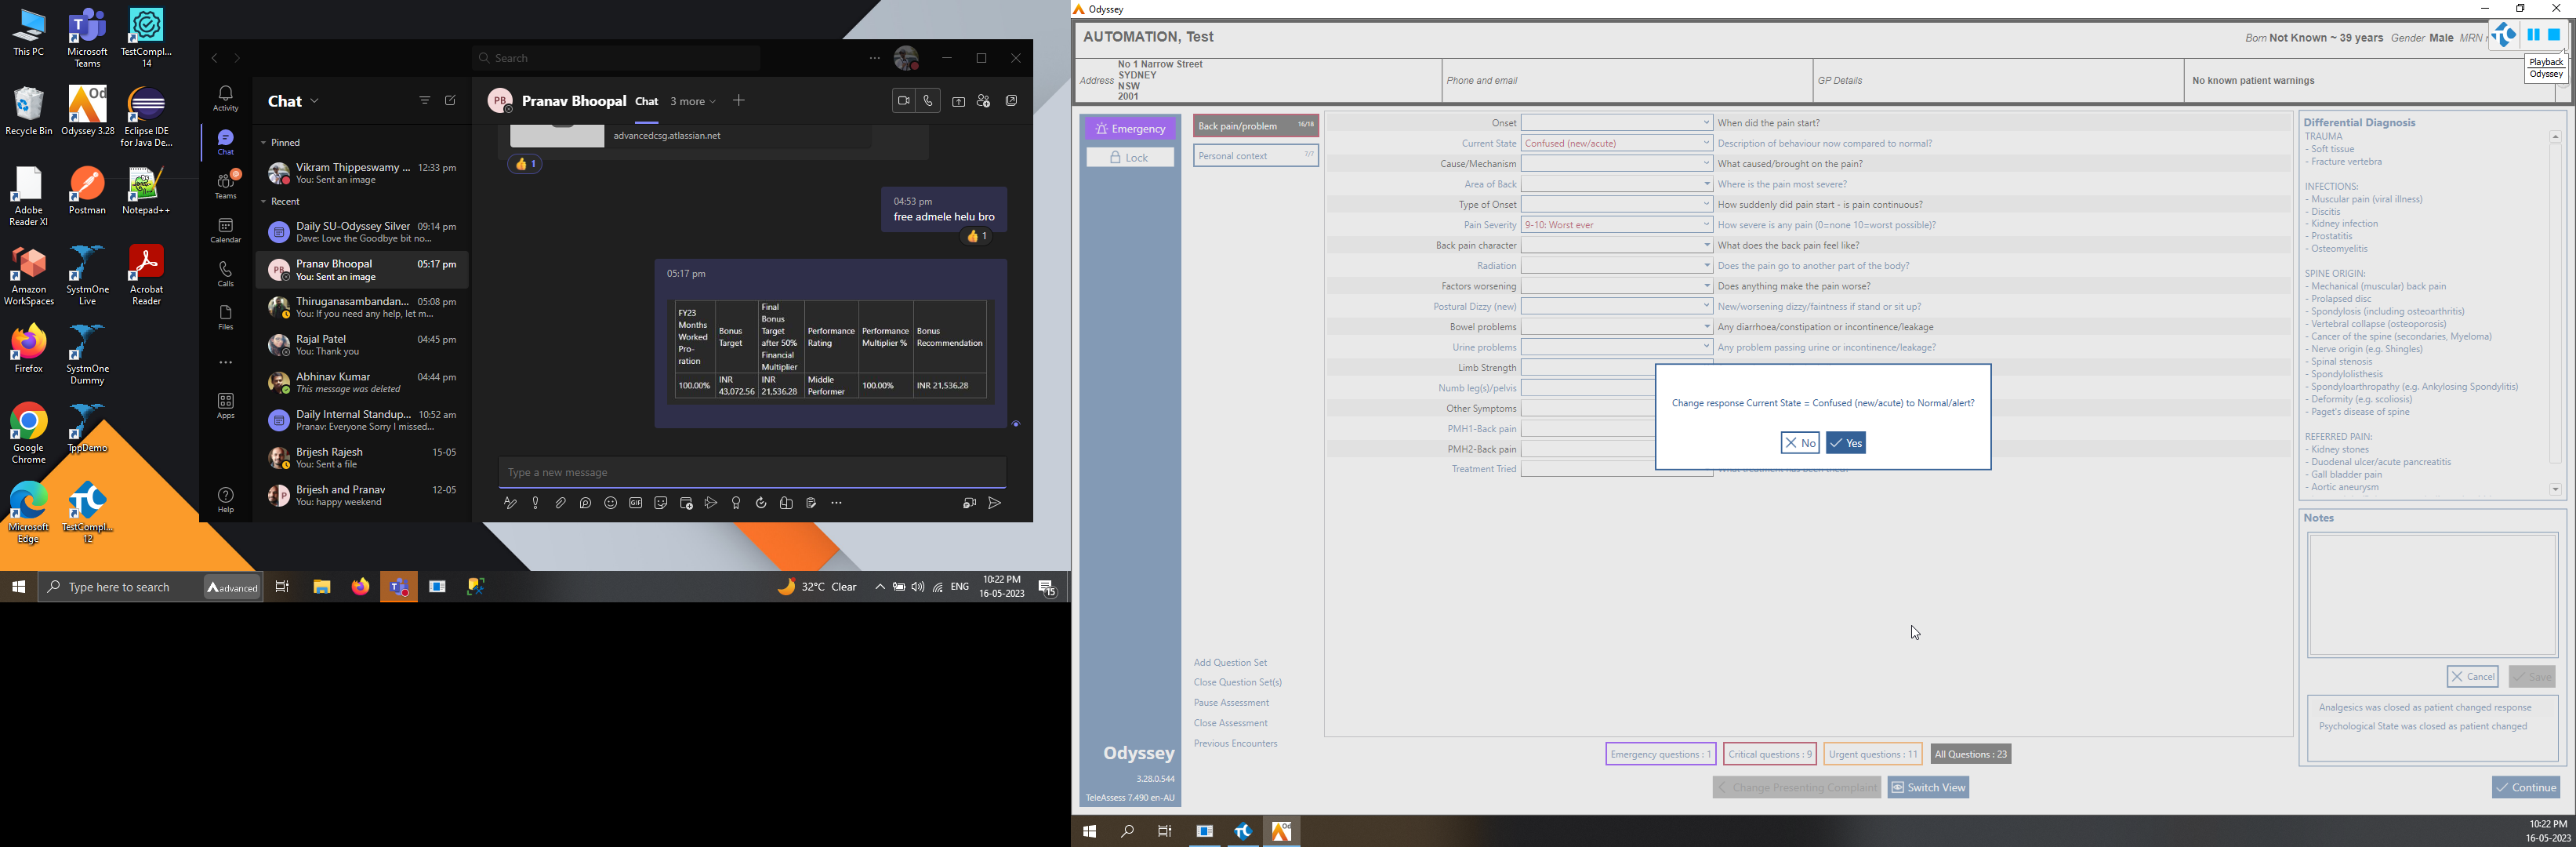 This PC
Microsoft Teams
TestCompl... 14
Recycle Bin
Odyssey 3.28
Eclipse IDE for Java De...
Adobe Reader XI
Postman
Notepad++
Amazon WorkSpaces
SystmOne Live
Acrobat Reader
Firefox
SystmOne Dummy
Google Chrome
TppDemo
Microsoft Edge
TestCompl... 12
Search
Activity
Chat
Teams
Calendar
Calls
Files
Apps
Help
Chat
Pinned
Vikram Thippeswamy ... 12:33 pm
You: Sent an image
Recent
Daily SU-Odyssey Silver 09:14 pm
Dave: Love the Goodbye bit no...
PB Pranav Bhoopal 05:17 pm
You: Sent an image
Thiruganasambandan... 05:08 pm
You: If you need any help, let m...
Rajal Patel 04:45 pm
You: Thank you
Abhinav Kumar 04:44 pm
This message was deleted
Daily Internal Standup... 10:52 am
Pranav: Everyone Sorry I missed...
Brijesh Rajesh 15-05
You: Sent a file
Brijesh and Pranav 12-05
You: happy weekend
PB Pranav Bhoopal Chat 3 more
advancedcsg.atlassian.net
1
04:53 pm
free admele helu bro
1
05:17 pm
FY23 Months Worked Pro-ration
Bonus Target
Final Bonus Target after 50% Financial Multiplier
Performance Rating
Performance Multiplier %
Bonus Recommendation
100.00% INR 43,072.56 INR 21,536.28 Middle Performer 100.00% INR 21,536.28
Type a new message
GIF
Type here to search
advanced
32°C Clear
ENG
10:22 PM
16-05-2023
15
Odyssey
AUTOMATION, Test
Born Not Known ~ 39 years Gender Male MRN
Playback
Odyssey
Address No 1 Narrow Street
SYDNEY
NSW
2001
Phone and email
GP Details
No known patient warnings
Emergency
Lock
Back pain/problem 16/18
Personal context 7/7
Onset When did the pain start?
Current State Confused (new/acute) Description of behaviour now compared to normal?
Cause/Mechanism What caused/brought on the pain?
Area of Back Where is the pain most severe?
Type of Onset How suddenly did pain start - is pain continuous?
Pain Severity 9-10: Worst ever How severe is any pain (0=none 10=worst possible)?
Back pain character What does the back pain feel like?
Radiation Does the pain go to another part of the body?
Factors worsening Does anything make the pain worse?
Postural Dizzy (new) New/worsening dizzy/faintness if stand or sit up?
Bowel problems Any diarrhoea/constipation or incontinence/leakage
Urine problems Any problem passing urine or incontinence/leakage?
Limb Strength
Numb leg(s)/pelvis
Other Symptoms
PMH1-Back pain
PMH2-Back pain
Treatment Tried
Change response Current State = Confused (new/acute) to Normal/alert?
No
Yes
Differential Diagnosis
TRAUMA
- Soft tissue
- Fracture vertebra
INFECTIONS:
- Muscular pain (viral illness)
- Discitis
- Kidney infection
- Prostatitis
- Osteomyelitis
SPINE ORIGIN:
- Mechanical (muscular) back pain
- Prolapsed disc
- Spondylosis (including osteoarthritis)
- Vertebral collapse (osteoporosis)
- Cancer of the spine (secondaries, Myeloma)
- Nerve origin (e.g. Shingles)
- Spinal stenosis
- Spondylolisthesis
- Spondyloarthropathy (e.g. Ankylosing Spondylitis)
- Deformity (e.g. scoliosis)
- Paget's disease of spine
REFERRED PAIN:
- Kidney stones
- Duodenal ulcer/acute pancreatitis
- Gall bladder pain
- Aortic aneurysm
Notes
Cancel
Save
Analgesics was closed as patient changed response
Psychological State was closed as patient changed
Add Question Set
Close Question Set(s)
Pause Assessment
Close Assessment
Previous Encounters
Odyssey
3.28.0.544
TeleAssess 7.490 en-AU
Emergency questions : 1
Critical questions : 9
Urgent questions : 11
All Questions : 23
Change Presenting Complaint
Switch View
Continue
10:22 PM
16-05-2023